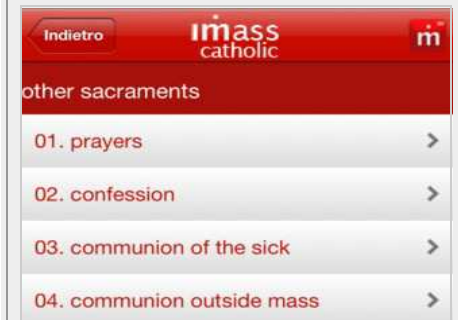 Indietro
imass
catholic
m
other sacraments
01. prayers
02. confession
03. communion of the sick
04. communion outside mass